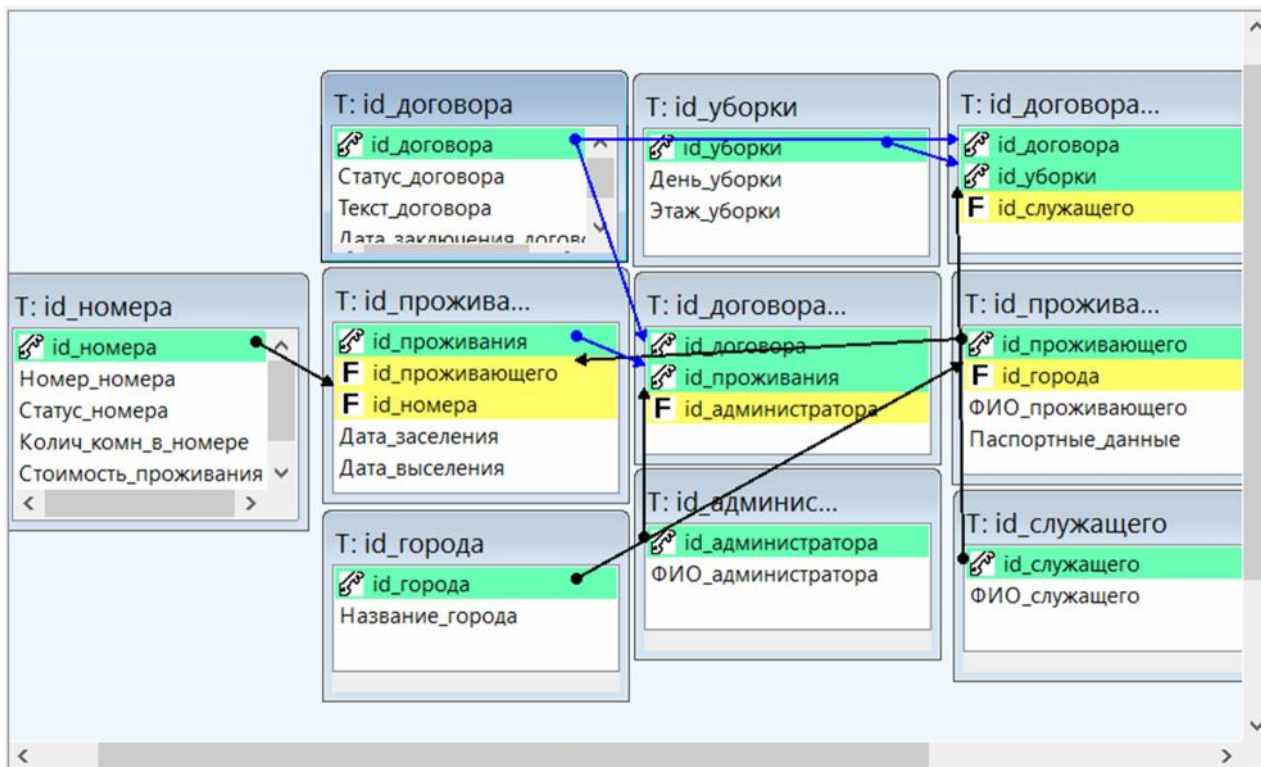 T: id_договора
id_договора
Статус_договора
Текст_договора
Дата_заключения_догов
T: id_уборки
id_уборки
День_уборки
Этаж_уборки
T: id_договора...
id_договора
id_уборки
F id_служащего
T: id_номера
id_номера
Номер_номера
Статус_номера
Колич_комн_в_номере
Стоимость_проживания
T: id_прожива...
id_проживания
F id_проживающего
F id_номера
Дата_заселения
Дата_выселения
T: id_договора...
id_договора
id_проживания
F id_администратора
T: id_прожива...
id_проживающего
F id_города
ФИО_проживающего
Паспортные_данные
T: id_города
id_города
Название_города
T: id_админис...
id_администратора
ФИО_администратора
T: id_служащего
id_служащего
ФИО_служащего